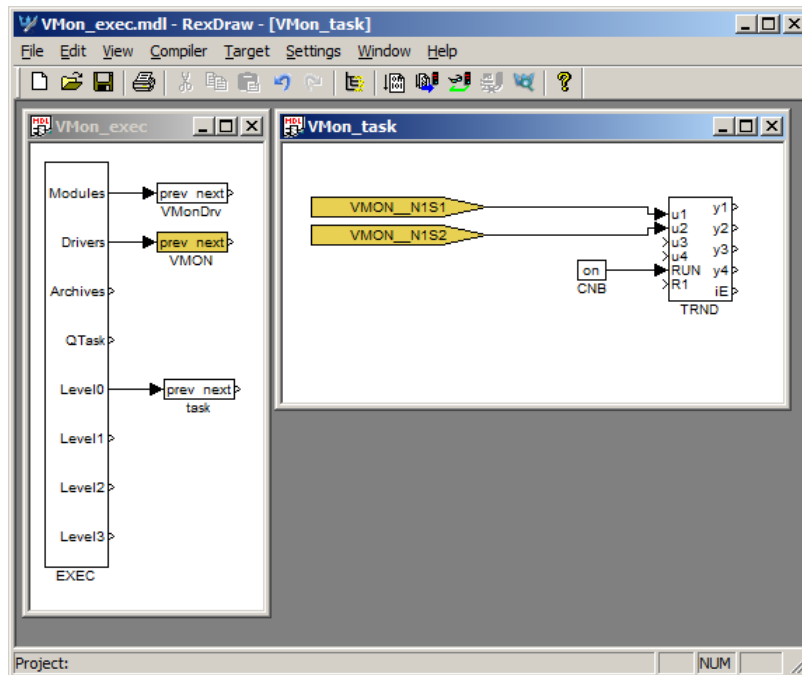 VMon_exec.mdl - RexDraw - [VMon_task]
File Edit View Compiler Target Settings Window Help
VMon_exec
Modules
prev next
VMonDrv
Drivers
prev next
VMON
Archives
QTask
Level0
prev next
task
Level1
Level2
Level3
EXEC
VMon_task
VMON__N1S1
VMON__N1S2
on
CNB
u1 y1
u2 y2
u3 y3
u4
RUN y4
R1 iE
TRND
Project:
NUM